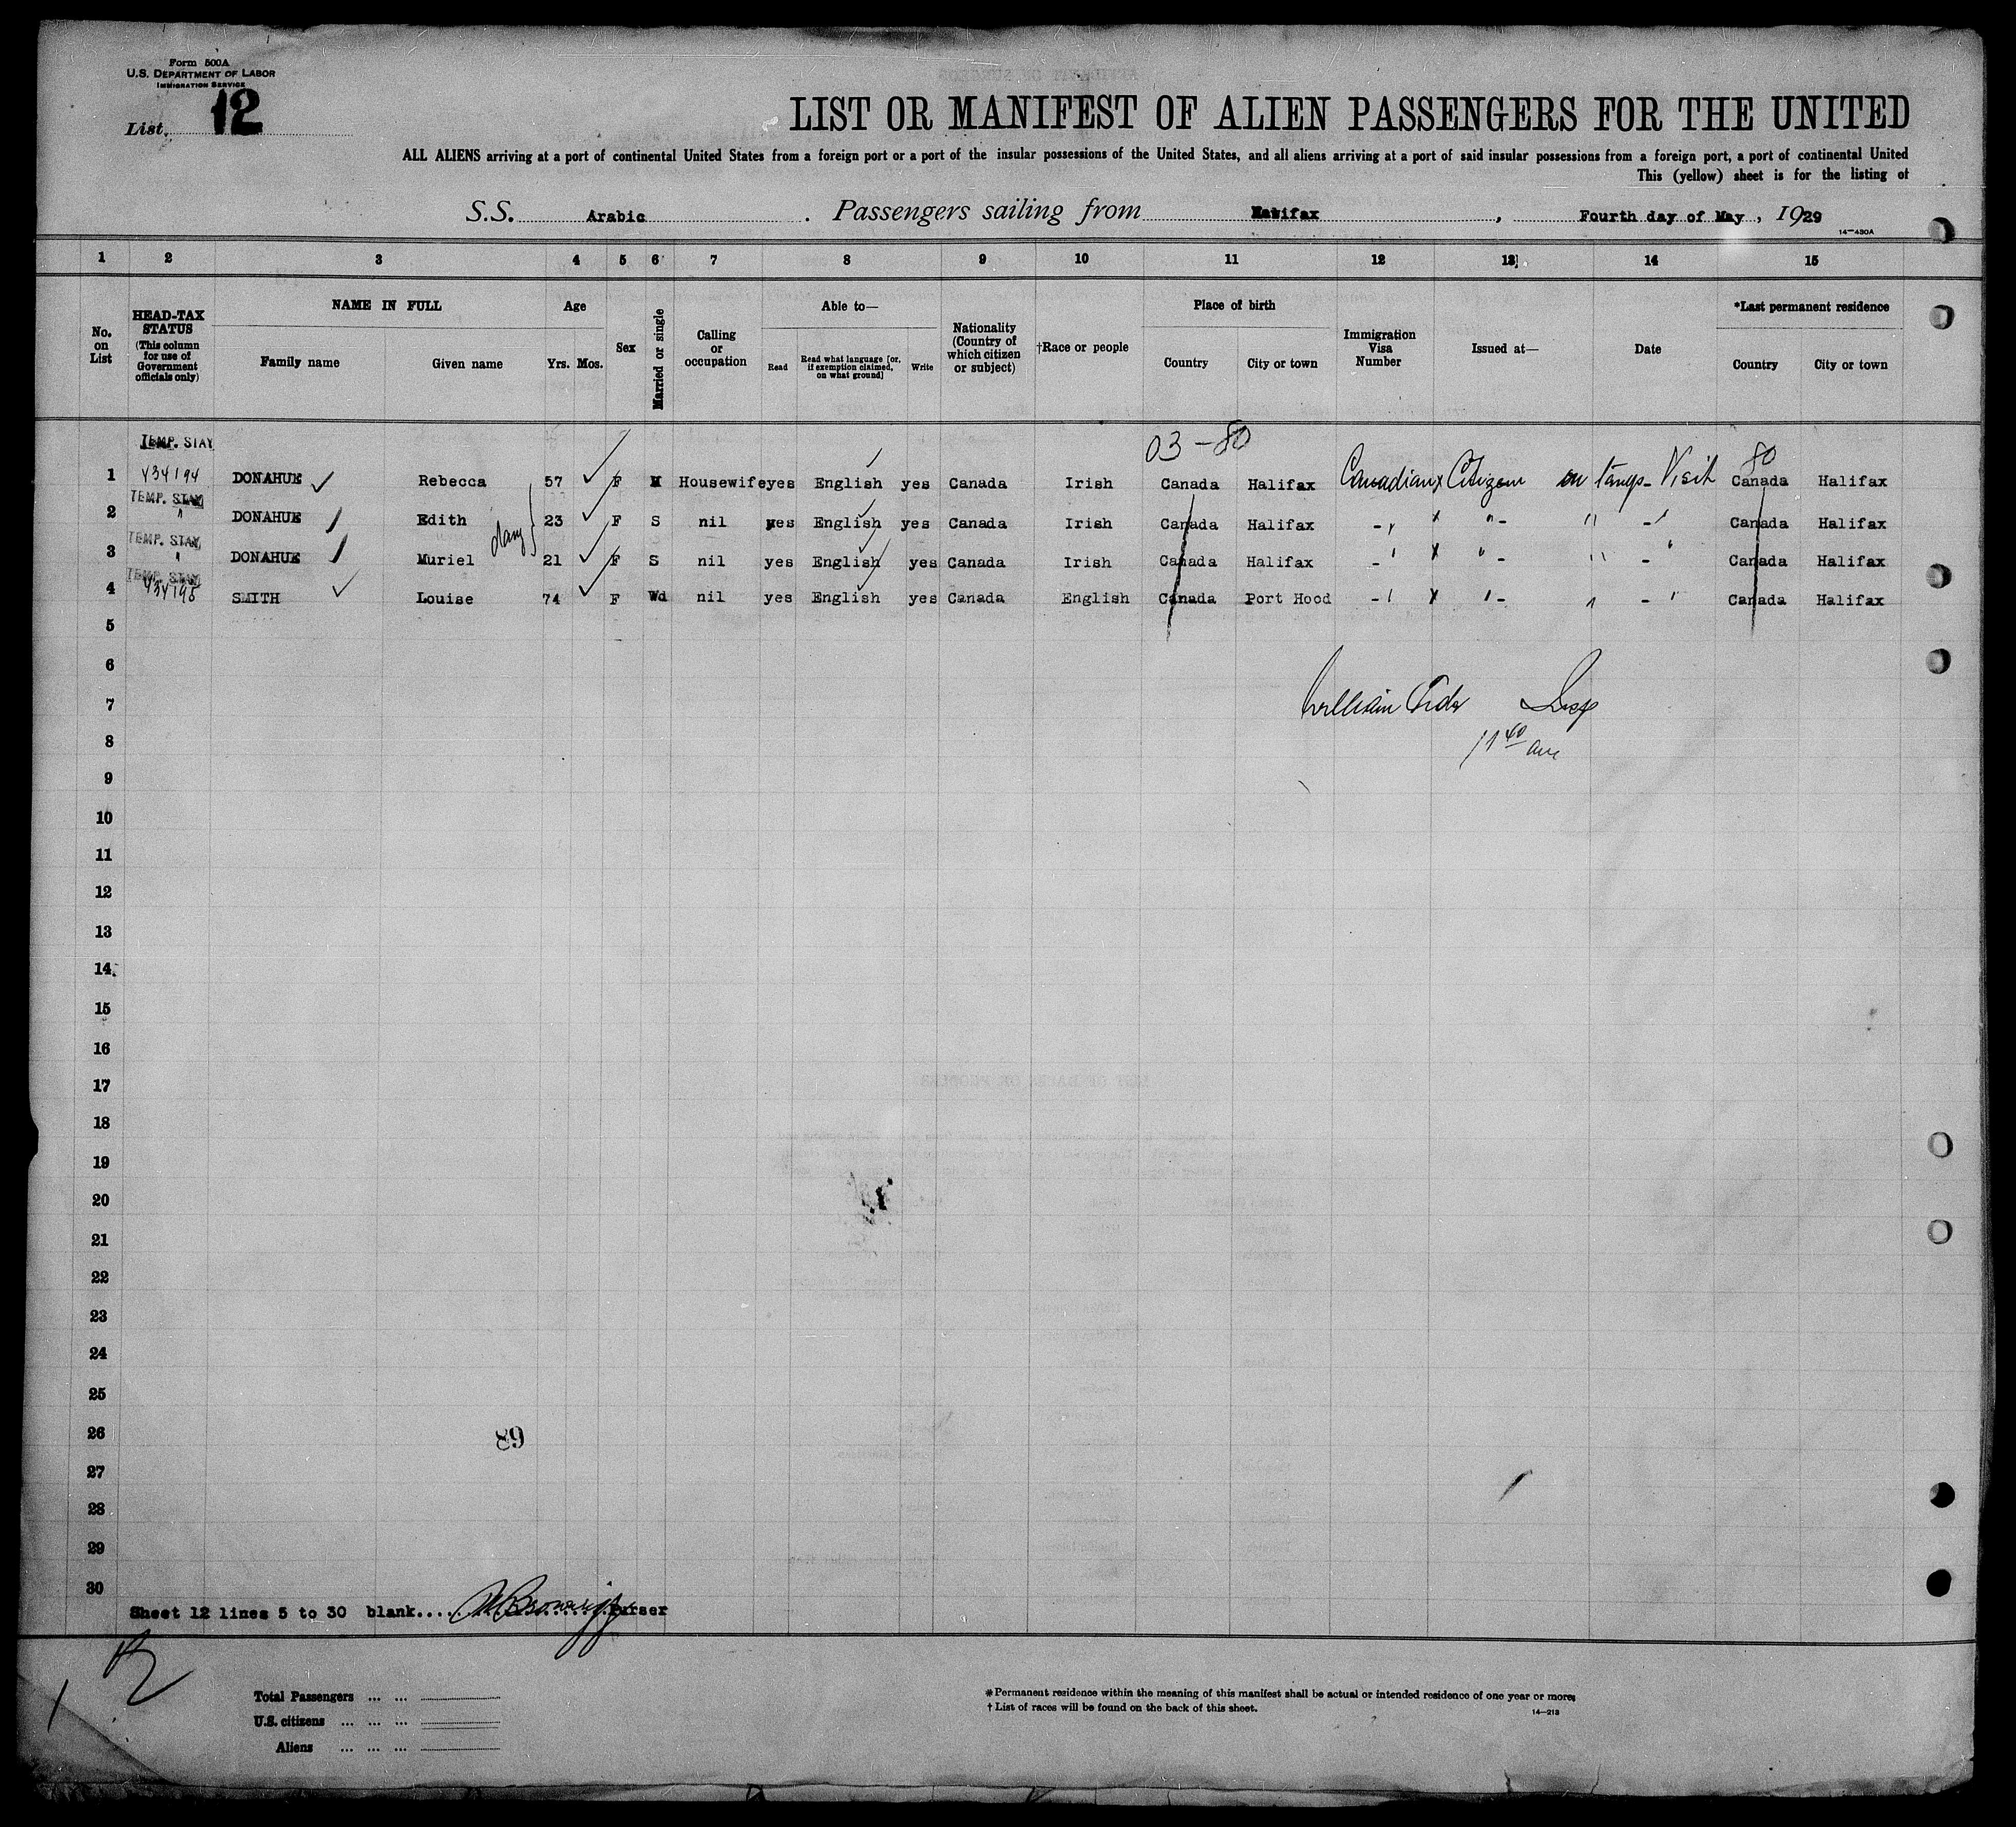 Form 500A
U.S. DEPARTMENT OF LABOR
IMMIGRATION SERVICE
List 12
LIST OR MANIFEST OF ALIEN PASSENGERS FOR THE UNITED
ALL ALIENS arriving at a port of continental United States from a foreign port or a port of the insular possessions of the United States, and all aliens arriving at a port of said insular possessions from a foreign port, a port of continental United
This (yellow) sheet is for the listing of
S.S. Arabic . Passengers sailing from Halifax , Fourth day of May , 1929
14—430A
1 2 3 4 5 6 7 8 9 10 11 12 13 14 15
No. on List
HEAD-TAX STATUS
(This column for use of Government officials only)
NAME IN FULL
Family name Given name
Age
Yrs. Mos.
Sex
Married or single
Calling or occupation
Able to—
Read
Read what language [or, if exemption claimed, on what ground]
Write
Nationality (Country of which citizen or subject)
†Race or people
Place of birth
Country City or town
Immigration Visa Number
Issued at—
Date
*Last permanent residence
Country City or town
TEMP. STAY 03-80
1 434194 DONAHUE Rebecca 57 F M Housewife yes English yes Canada Irish Canada Halifax Canadian Citizen on temp. Visit 80 Canada Halifax
TEMP. STAY
2 " DONAHUE Edith 23 F S nil yes English yes Canada Irish Canada Halifax -" " - " - " Canada Halifax
TEMP. STAY
3 " DONAHUE Muriel 21 F S nil yes English yes Canada Irish Canada Halifax -" " - " - " Canada Halifax
TEMP. STAY
4 434195 SMITH Louise 74 F Wd nil yes English yes Canada English Canada Port Hood -" " - " - " Canada Halifax
5
6
7 William Insp
8 11 40 am
9
10
11
12
13
14
15
16
17
18
19
20
21
22
23
24
25
26 89
27
28
29
30
Sheet 12 lines 5 to 30 blank.... Purser
12
Total Passengers ... ...
U.S. citizens ... ... ...
Aliens ... ... ...
*Permanent residence within the meaning of this manifest shall be actual or intended residence of one year or more.
† List of races will be found on the back of this sheet.
14—213